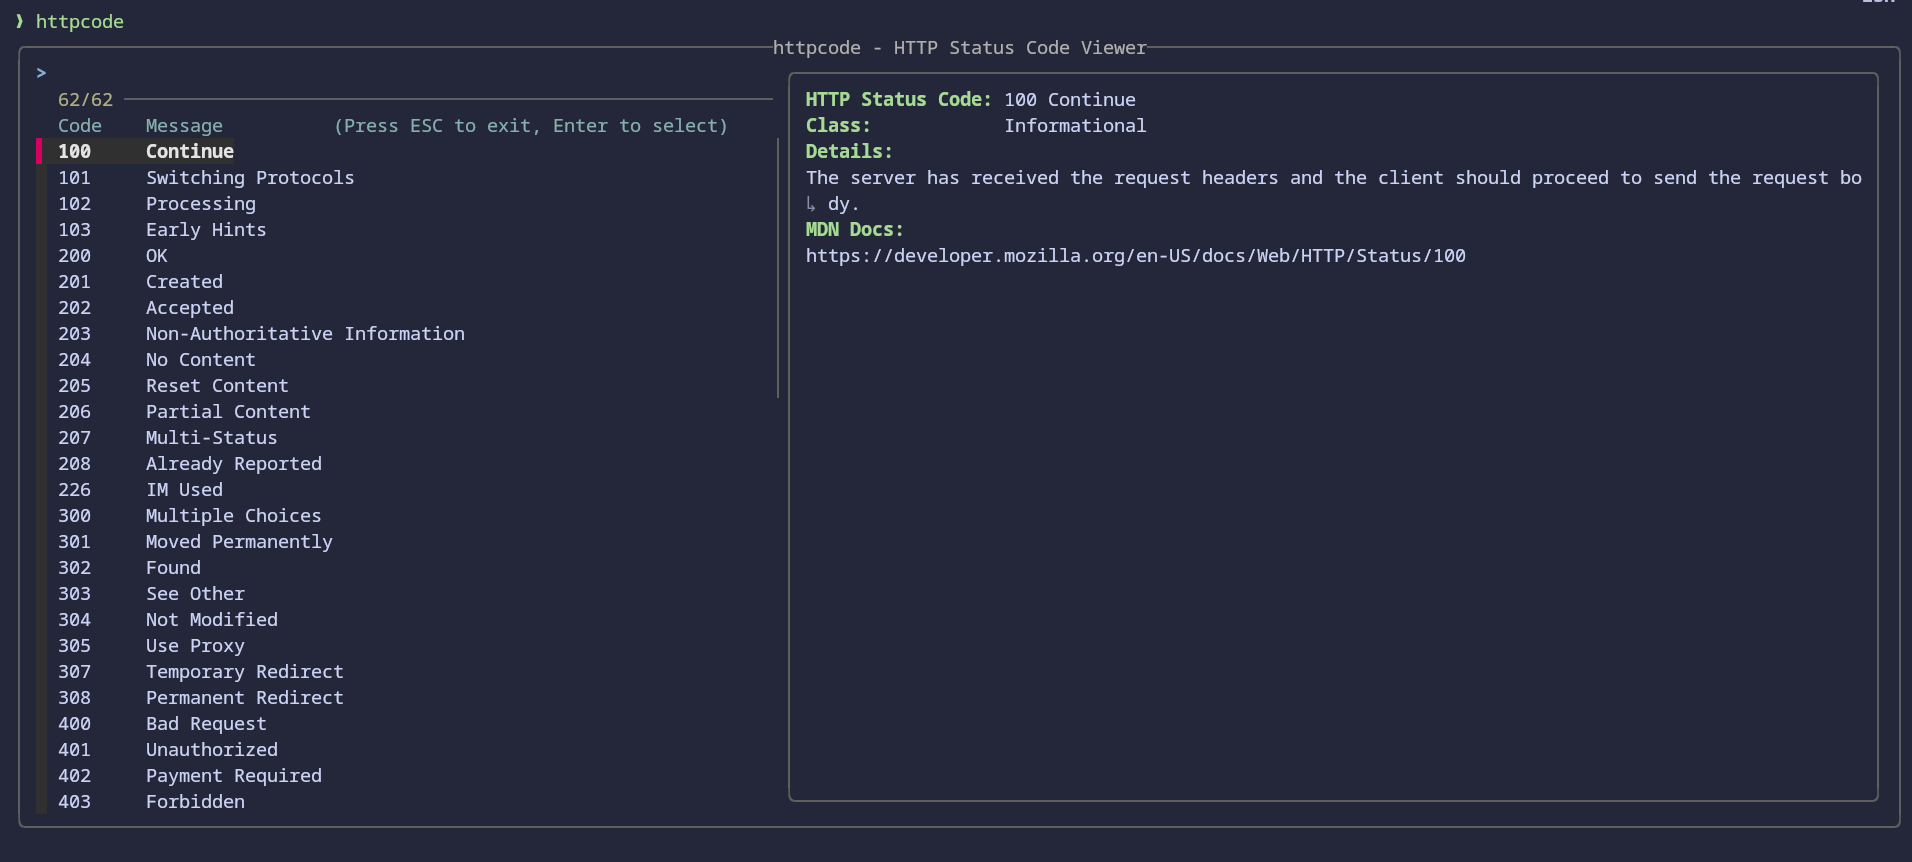 ❯ httpcode
httpcode - HTTP Status Code Viewer
>
62/62
Code Message (Press ESC to exit, Enter to select)
100 Continue
101 Switching Protocols
102 Processing
103 Early Hints
200 OK
201 Created
202 Accepted
203 Non-Authoritative Information
204 No Content
205 Reset Content
206 Partial Content
207 Multi-Status
208 Already Reported
226 IM Used
300 Multiple Choices
301 Moved Permanently
302 Found
303 See Other
304 Not Modified
305 Use Proxy
307 Temporary Redirect
308 Permanent Redirect
400 Bad Request
401 Unauthorized
402 Payment Required
403 Forbidden
HTTP Status Code: 100 Continue
Class: Informational
Details:
The server has received the request headers and the client should proceed to send the request bo
↳ dy.
MDN Docs:
https://developer.mozilla.org/en-US/docs/Web/HTTP/Status/100